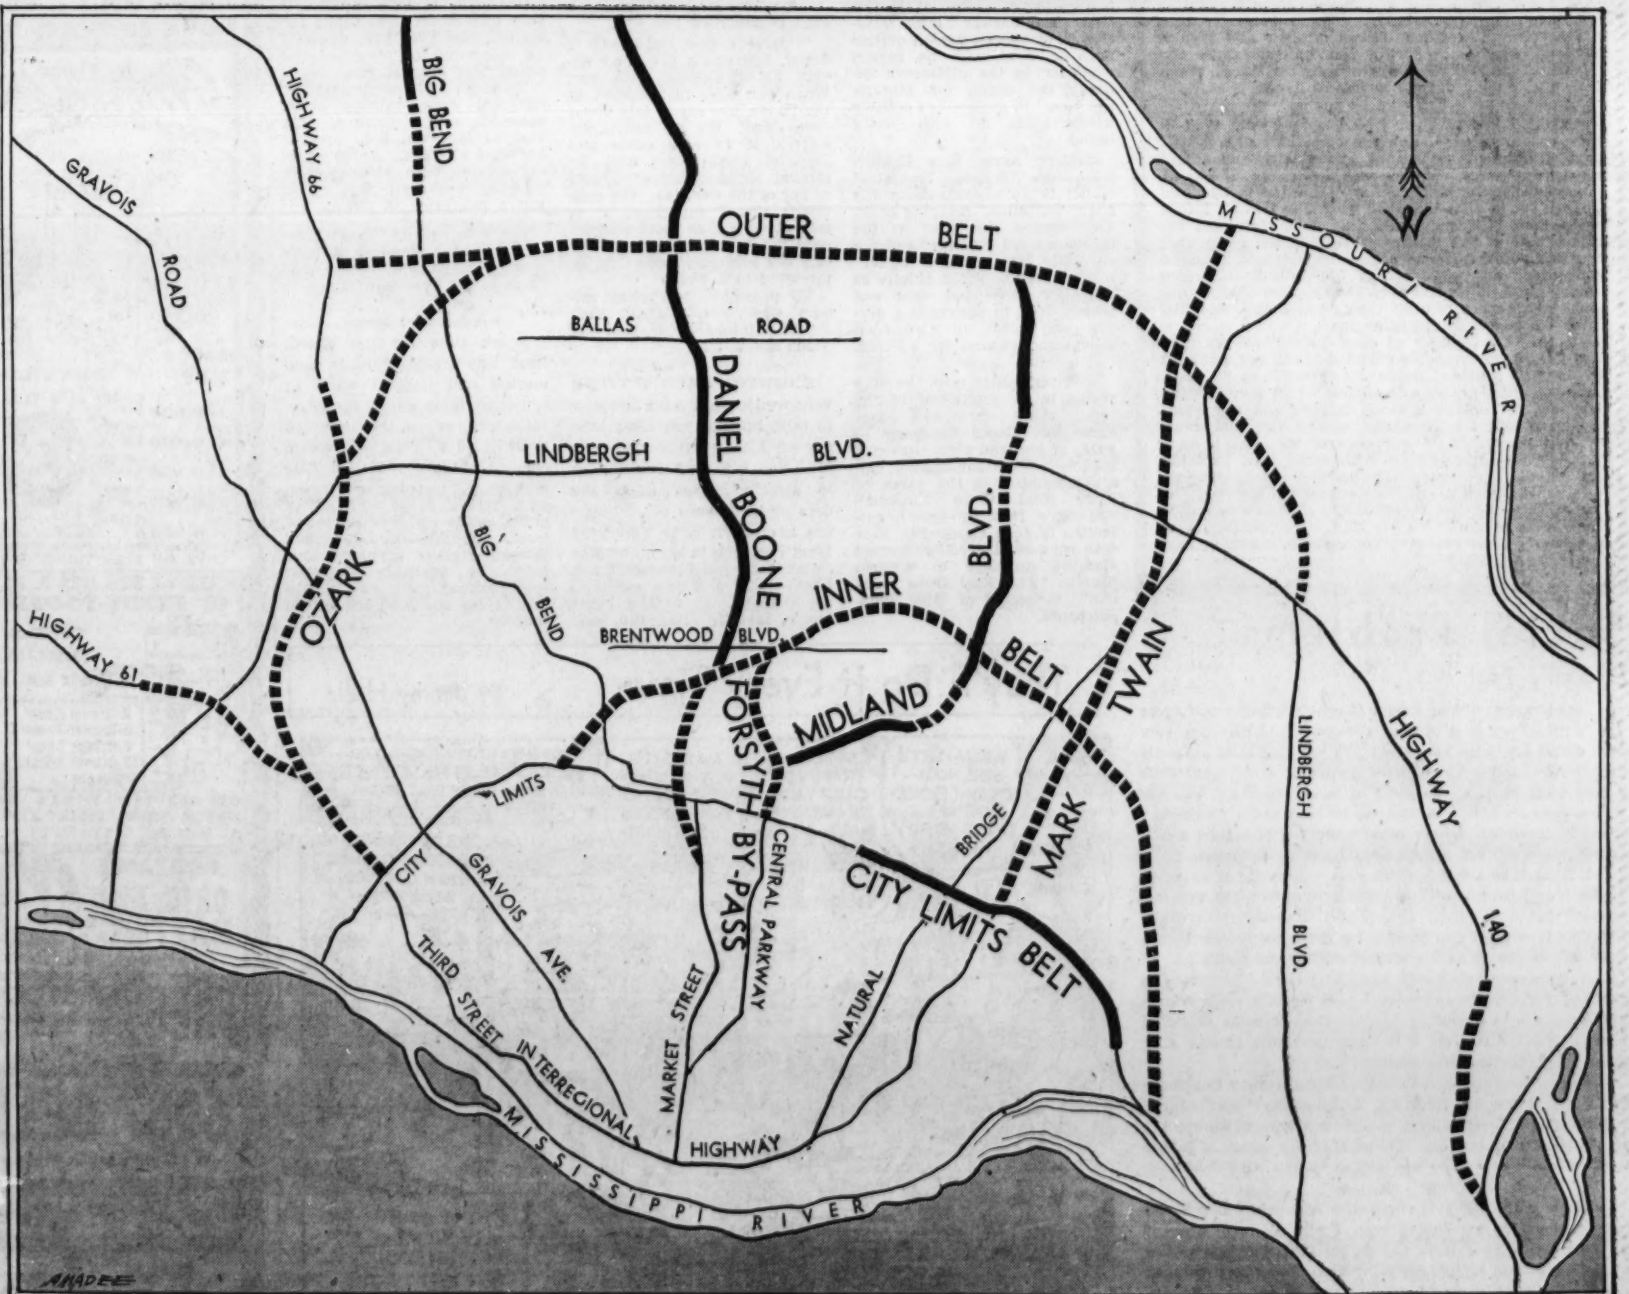 HIGHWAY 66
BIG BEND
GRAVOIS
ROAD
W
MISSOURI RIVER
OUTER BELT
BALLAS ROAD
DANIEL
BOONE
LINDBERGH BLVD.
BLVD.
BIG
BEND
OZARK
HIGHWAY 61
INNER
BELT
BRENTWOOD BLVD.
TWAIN
MIDLAND
FORSYTH
BY-PASS
LINDBERGH
BLVD.
HIGHWAY
140
LIMITS
CITY
BRIDGE
MARK
CENTRAL PARKWAY
CITY LIMITS BELT
GRAVOIS
AVE.
THIRD
STREET
INTERREGIONAL
HIGHWAY
STREET
MARKET
NATURAL
MISSISSIPPI RIVER
AMADEE